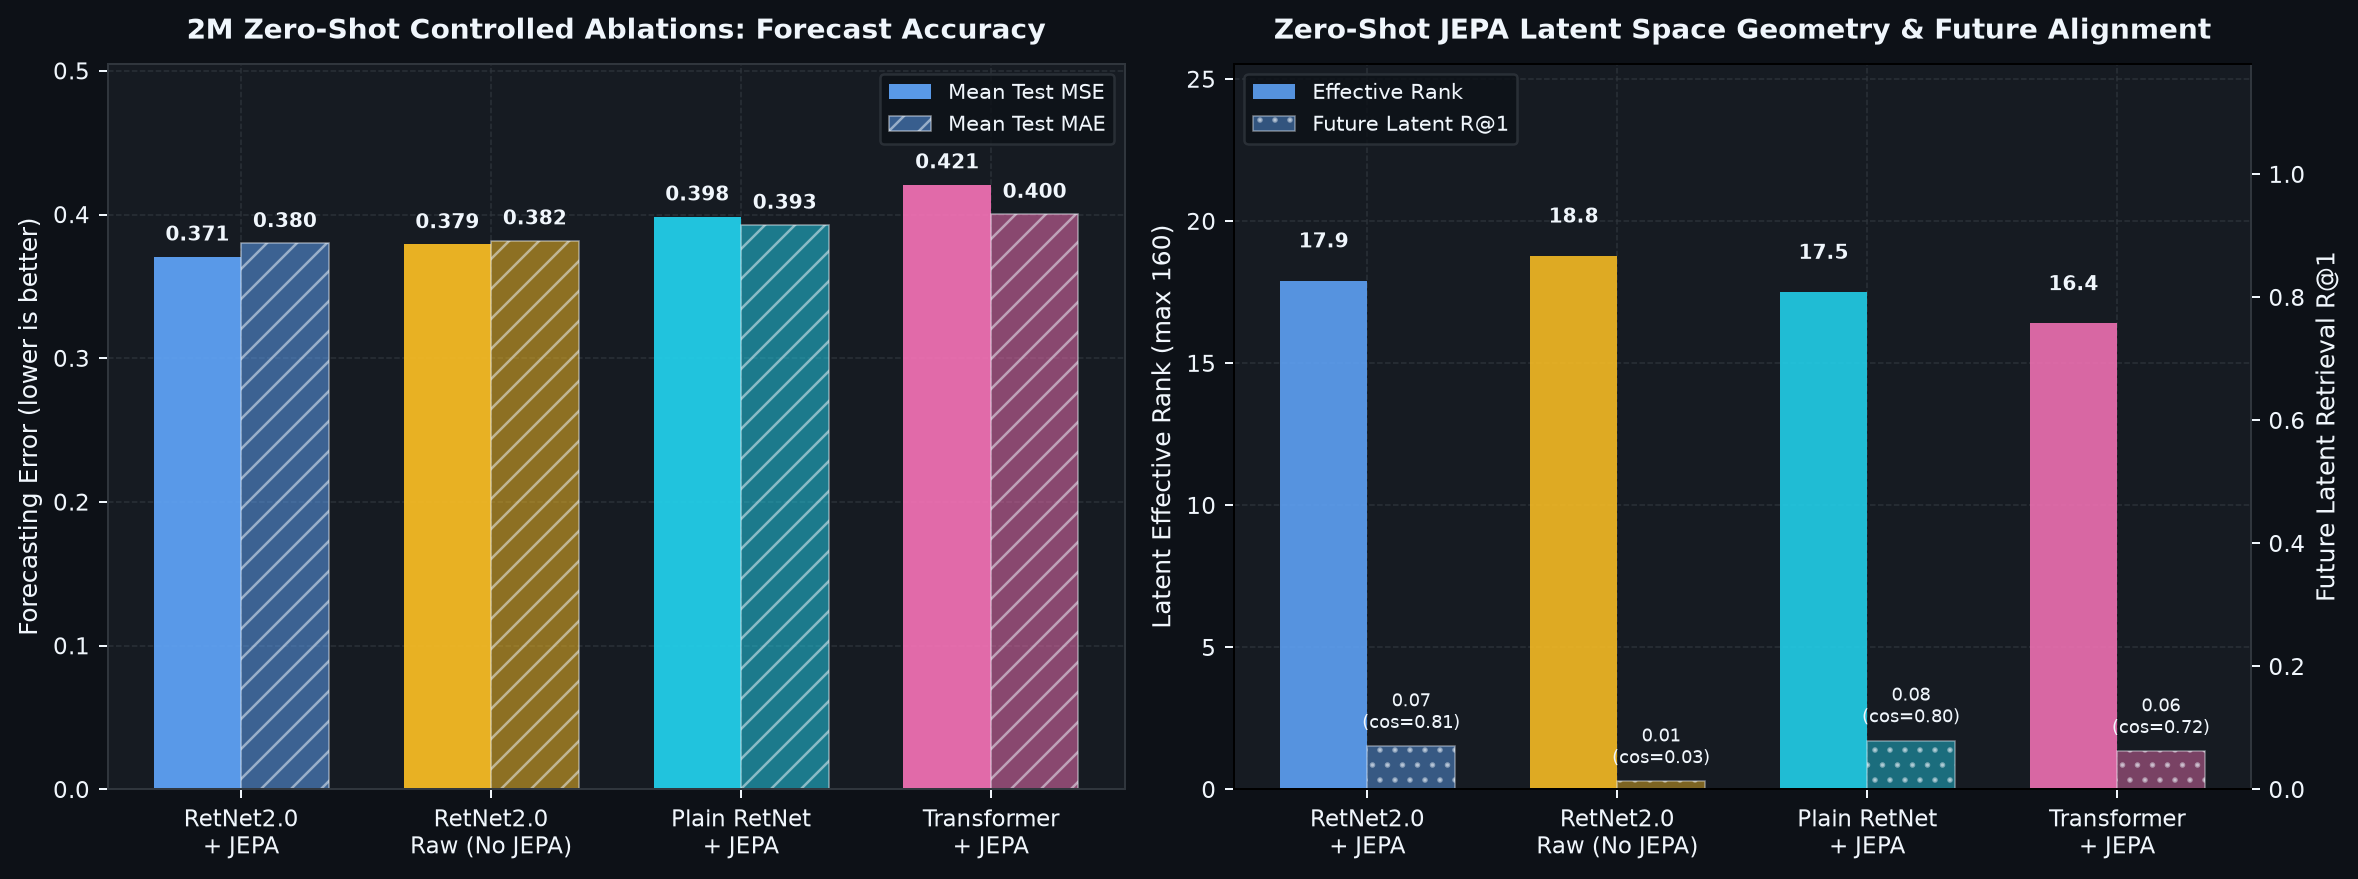 2M Zero-Shot Controlled Ablations: Forecast Accuracy
Forecasting Error (lower is better)
0.5
0.4
0.3
0.2
0.1
0.0
Mean Test MSE
Mean Test MAE
0.371
0.380
0.379
0.382
0.398
0.393
0.421
0.400
RetNet2.0
+ JEPA
RetNet2.0
Raw (No JEPA)
Plain RetNet
+ JEPA
Transformer
+ JEPA
Zero-Shot JEPA Latent Space Geometry & Future Alignment
Latent Effective Rank (max 160)
25
20
15
10
5
0
Effective Rank
Future Latent R@1
17.9
18.8
17.5
16.4
0.07
(cos=0.81)
0.01
(cos=0.03)
0.08
(cos=0.80)
0.06
(cos=0.72)
RetNet2.0
+ JEPA
RetNet2.0
Raw (No JEPA)
Plain RetNet
+ JEPA
Transformer
+ JEPA
1.0
0.8
0.6
0.4
0.2
0.0
Future Latent Retrieval R@1